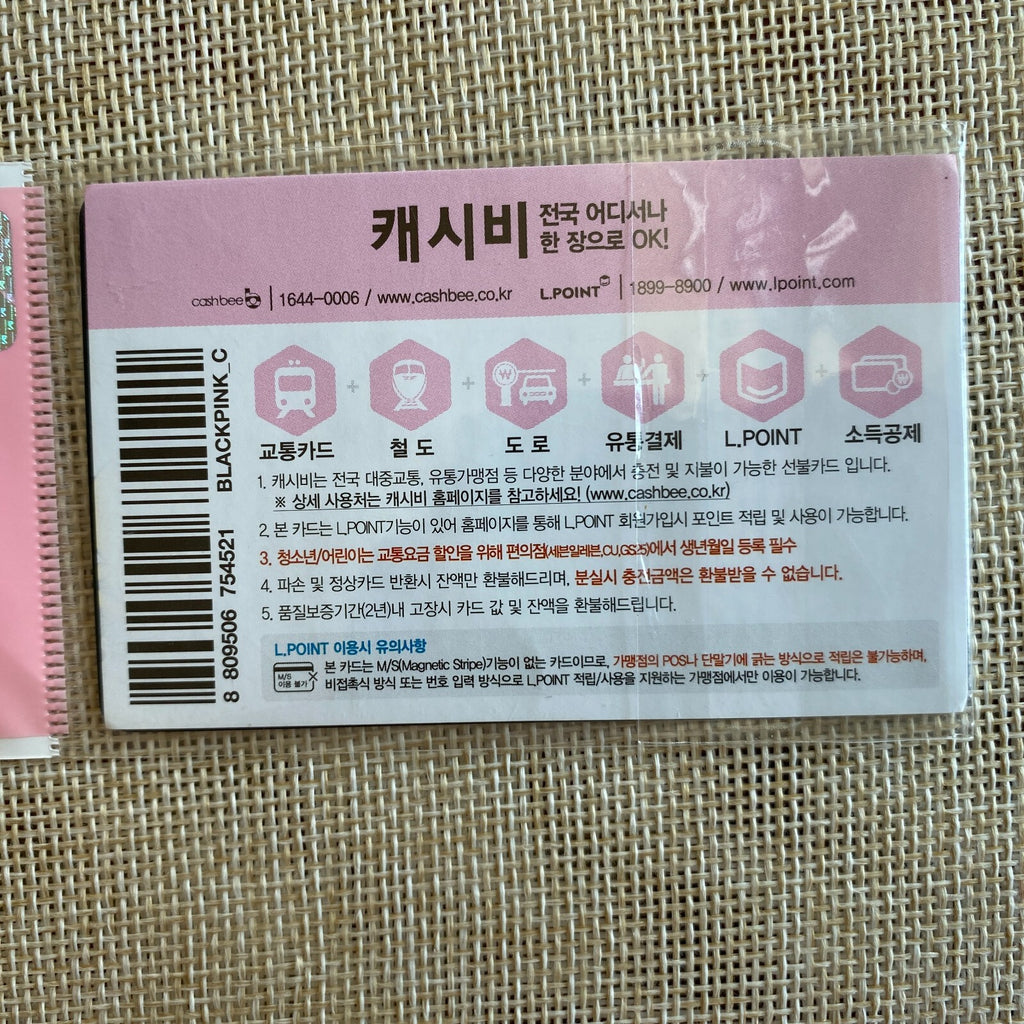 캐시비 전국 어디서나
한 장으로 OK!
cashbee | 1644-0006 / www.cashbee.co.kr L.POINT | 1899-8900 / www.lpoint.com
BLACKPINK_C
8 809506 754521
교통카드 + 철도 + 도로 + 유통결제 + L.POINT + 소득공제
1. 캐시비는 전국 대중교통, 유통가맹점 등 다양한 분야에서 충전 및 지불이 가능한 선불카드 입니다.
※ 상세 사용처는 캐시비 홈페이지를 참고하세요! (www.cashbee.co.kr)
2. 본 카드는 L.POINT기능이 있어 홈페이지를 통해 L.POINT 회원가입시 포인트 적립 및 사용이 가능합니다.
3. 청소년/어린이는 교통요금 할인을 위해 편의점(세븐일레븐,CU,GS25)에서 생년월일 등록 필수
4. 파손 및 정상카드 반환시 잔액만 환불해드리며, 분실시 충전금액은 환불받을 수 없습니다.
5. 품질보증기간(2년)내 고장시 카드 값 및 잔액을 환불해드립니다.
L.POINT 이용시 유의사항
M/S
이용 불가
본 카드는 M/S(Magnetic Stripe)기능이 없는 카드이므로, 가맹점의 POS나 단말기에 긁는 방식으로 적립은 불가능하며,
비접촉식 방식 또는 번호 입력 방식으로 L.POINT 적립/사용을 지원하는 가맹점에서만 이용이 가능합니다.